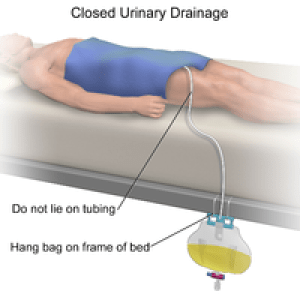 Closed Urinary Drainage
Do not lie on tubing
Hang bag on frame of bed